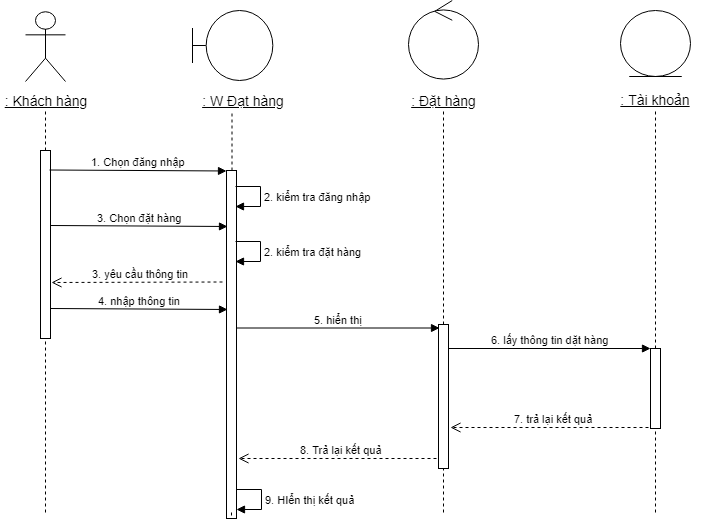 : Khách hàng
: W Đạt hàng
: Đặt hàng
: Tài khoản
1. Chọn đăng nhập
2. kiểm tra đăng nhập
3. Chọn đặt hàng
2. kiểm tra đặt hàng
3. yêu cầu thông tin
4. nhập thông tin
5. hiển thị
6. lấy thông tin dặt hàng
7. trả lại kết quả
8. Trả lại kết quả
9. HIển thị kết quả